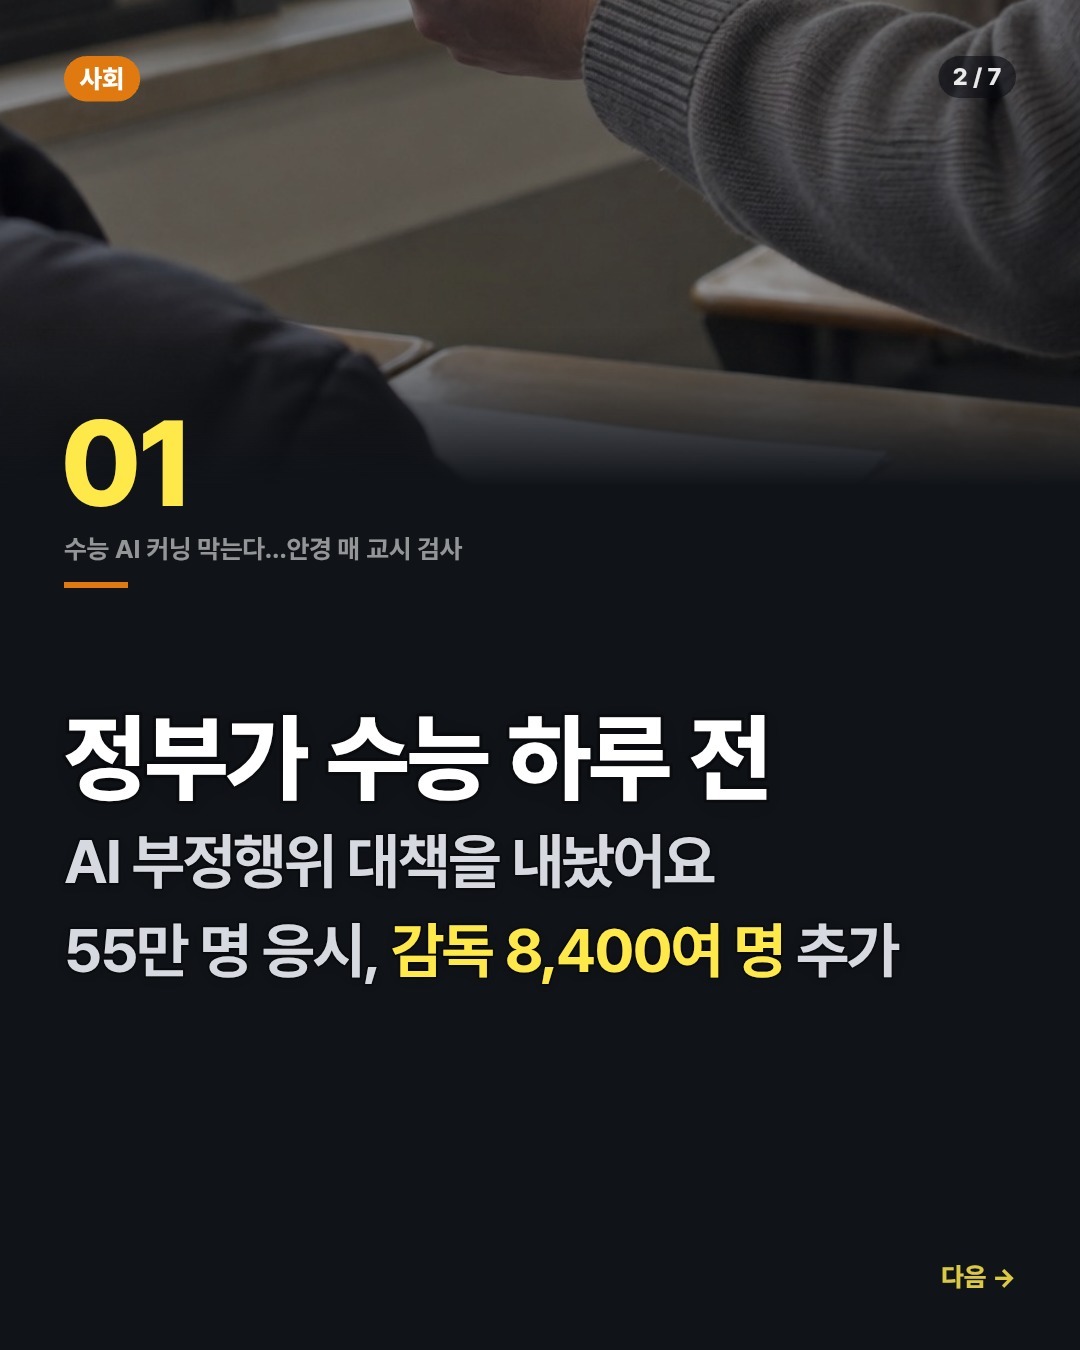 사회
2 / 7
01
수능 AI 커닝 막는다...안경 매 교시 검사
정부가 수능 하루 전
AI 부정행위 대책을 내놨어요
55만 명 응시, 감독 8,400여 명 추가
다음 →